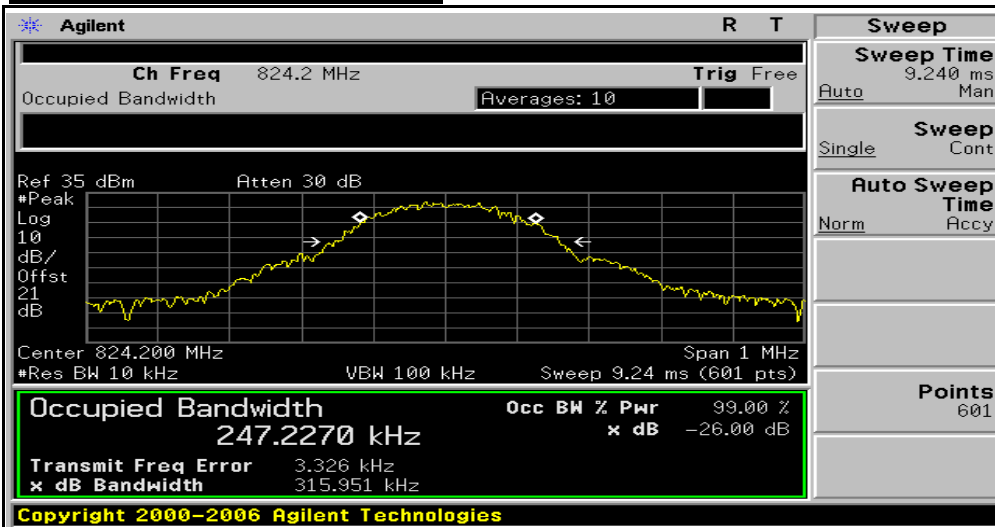 Agilent R T Sweep
Ch Freq 824.2 MHz Trig Free
Occupied Bandwidth Averages: 10
Ref 35 dBm Atten 30 dB
#Peak
Log
10
dB/
Offst
21
dB
Center 824.200 MHz Span 1 MHz
#Res BW 10 kHz VBW 100 kHz Sweep 9.24 ms (601 pts)
Occupied Bandwidth Occ BW % Pwr 99.00 %
247.2270 kHz x dB -26.00 dB
Transmit Freq Error 3.326 kHz
x dB Bandwidth 315.951 kHz
Copyright 2000-2006 Agilent Technologies
Sweep Time
9.240 ms
Auto Man
Sweep
Single Cont
Auto Sweep
Time
Norm Accy
Points
601